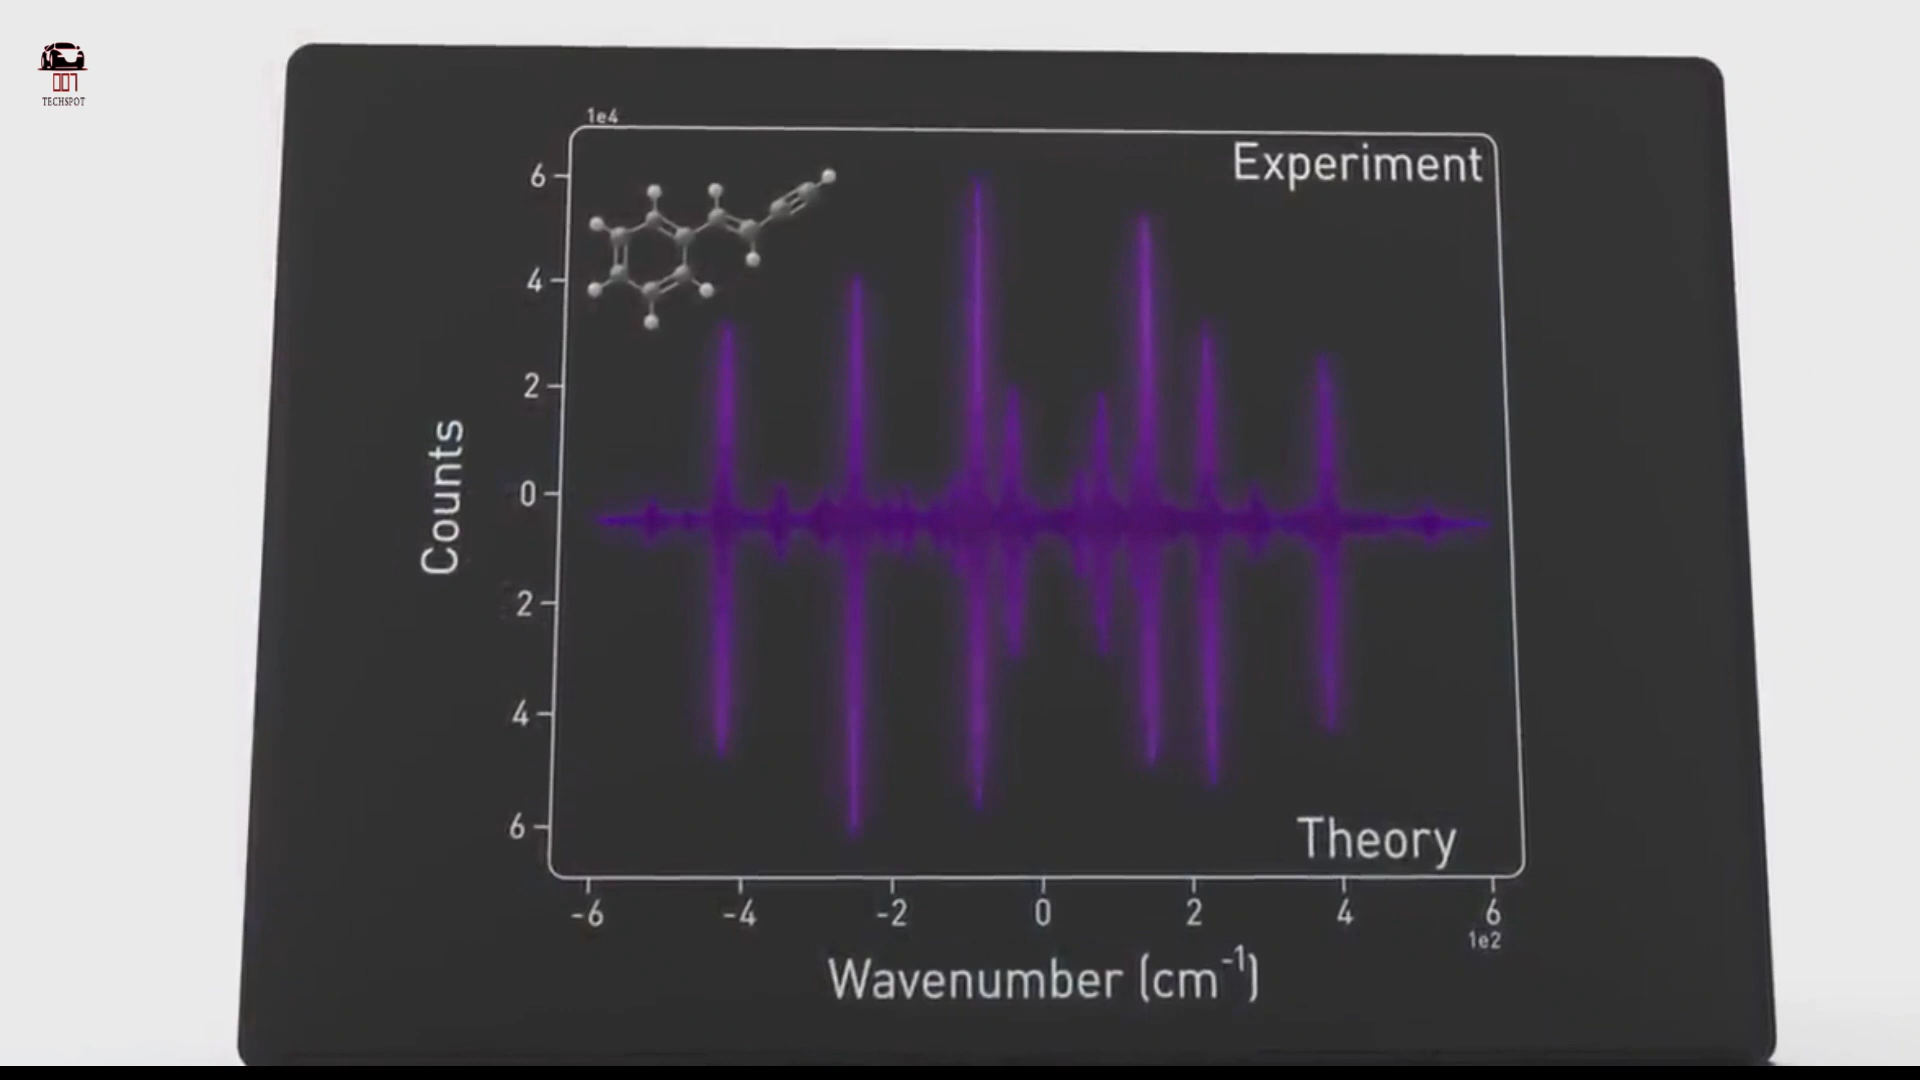 007
TECHSPOT
1e4
Experiment
6
4
2
0
2
4
6
Counts
Theory
-6 -4 -2 0 2 4 6
1e2
Wavenumber (cm⁻¹)